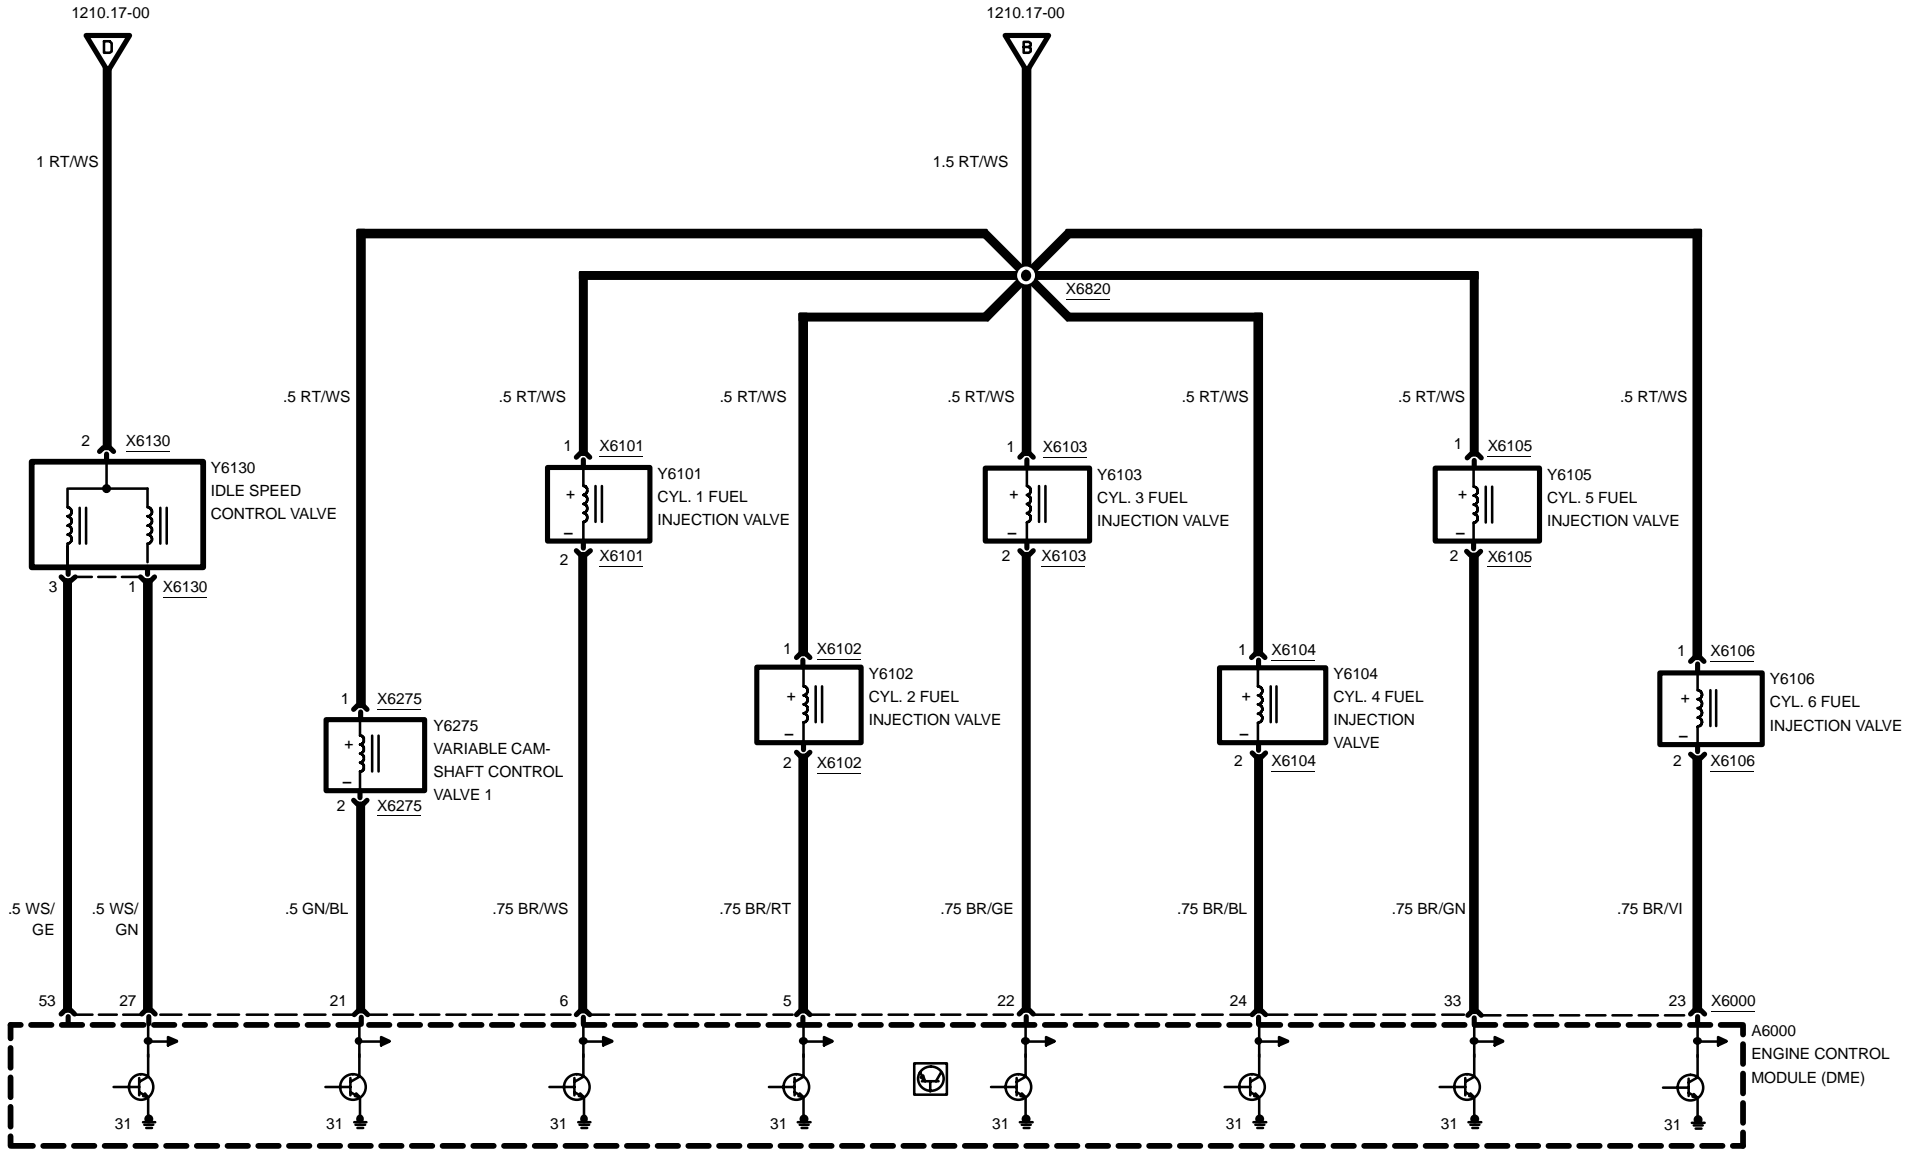 1210.17-00
1210.17-00
D
B
1 RT/WS
1.5 RT/WS
X6820
.5 RT/WS
.5 RT/WS
.5 RT/WS
.5 RT/WS
.5 RT/WS
.5 RT/WS
.5 RT/WS
2 X6130
Y6130
IDLE SPEED
CONTROL VALVE
3
1 X6130
1 X6101
Y6101
CYL. 1 FUEL
INJECTION VALVE
+
–
2 X6101
1 X6103
Y6103
CYL. 3 FUEL
INJECTION VALVE
+
–
2 X6103
1 X6105
Y6105
CYL. 5 FUEL
INJECTION VALVE
+
–
2 X6105
1 X6275
Y6275
VARIABLE CAM-
SHAFT CONTROL
VALVE 1
+
–
2 X6275
1 X6102
Y6102
CYL. 2 FUEL
INJECTION VALVE
+
–
2 X6102
1 X6104
Y6104
CYL. 4 FUEL
INJECTION
VALVE
+
–
2 X6104
1 X6106
Y6106
CYL. 6 FUEL
INJECTION VALVE
+
–
2 X6106
.5 WS/
GE
.5 WS/
GN
.5 GN/BL
.75 BR/WS
.75 BR/RT
.75 BR/GE
.75 BR/BL
.75 BR/GN
.75 BR/VI
53
27
21
6
5
22
24
33
23 X6000
A6000
ENGINE CONTROL
MODULE (DME)
31
31
31
31
31
31
31
31